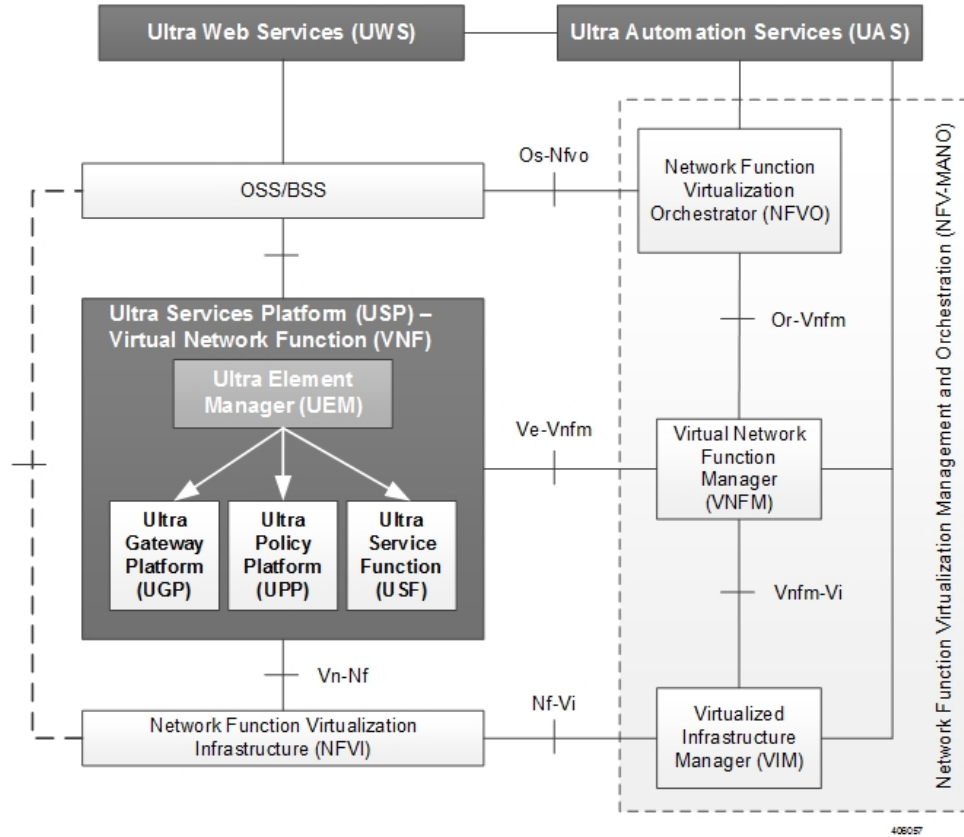 Ultra Web Services (UWS)
Ultra Automation Services (UAS)
Os-Nfvo
OSS/BSS
Network Function
Virtualization
Orchestrator (NFVO)
Ultra Services Platform (USP) –
Virtual Network Function (VNF)
Ultra Element
Manager (UEM)
Or-Vnfm
Ve-Vnfm
Virtual Network
Function
Manager
(VNFM)
Ultra
Gateway
Platform
(UGP)
Ultra
Policy
Platform
(UPP)
Ultra
Service
Function
(USF)
Vnfm-Vi
Vn-Nf
Nf-Vi
Network Function Virtualization
Infrastructure (NFVI)
Virtualized
Infrastructure
Manager (VIM)
Network Function Virtualization Management and Orchestration (NFV-MANO)
406057